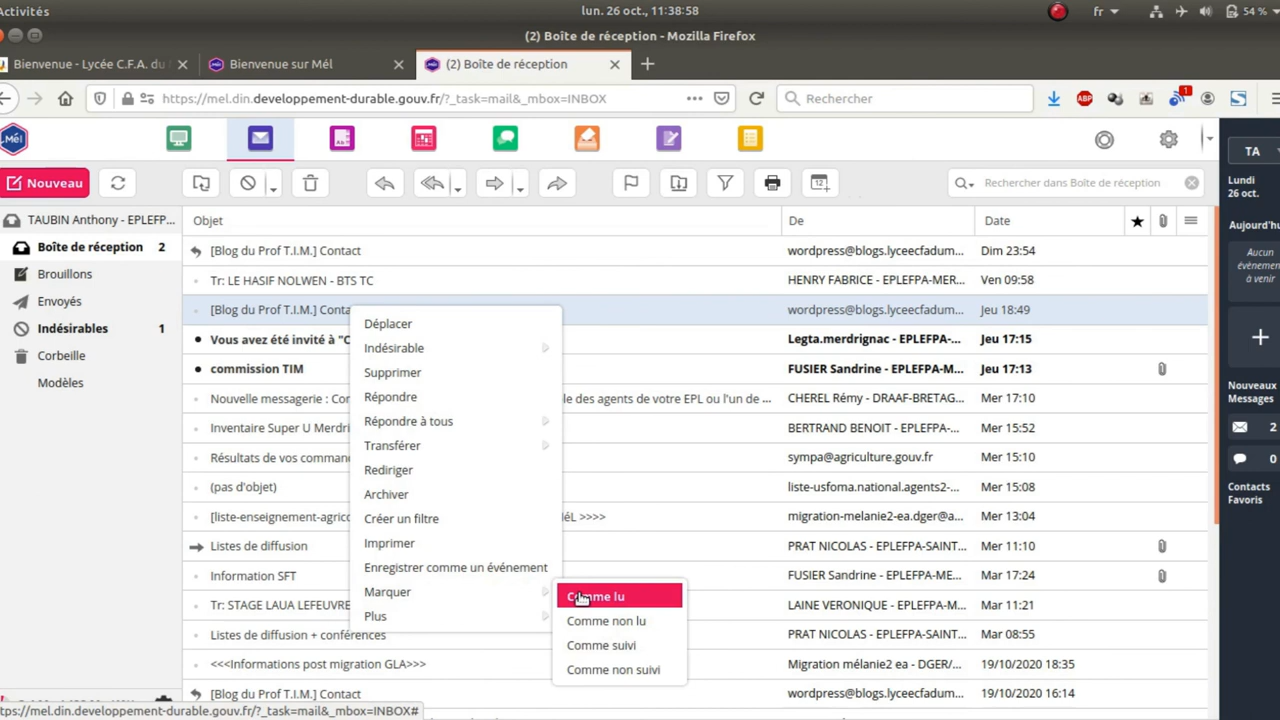 Activités
lun. 26 oct., 11:38:58
fr
54 %
(2) Boîte de réception - Mozilla Firefox
Bienvenue - Lycée C.F.A. du
Bienvenue sur Mél
(2) Boîte de réception
https://mel.din.developpement-durable.gouv.fr/?_task=mail&_mbox=INBOX
Rechercher
ABP
1
Mél
TA
Nouveau
12
Rechercher dans Boîte de réception
Lundi
26 oct.
TAUBIN Anthony - EPLEFP...
Boîte de réception 2
Brouillons
Envoyés
Indésirables 1
Corbeille
Modèles
Objet De Date
[Blog du Prof T.I.M.] Contact wordpress@blogs.lyceecfadum... Dim 23:54
Tr: LE HASIF NOLWEN - BTS TC HENRY FABRICE - EPLEFPA-MER... Ven 09:58
[Blog du Prof T.I.M.] Conta wordpress@blogs.lyceecfadum... Jeu 18:49
Vous avez été invité à "C Legta.merdrignac - EPLEFPA-... Jeu 17:15
commission TIM FUSIER Sandrine - EPLEFPA-M... Jeu 17:13
Nouvelle messagerie : Con le des agents de votre EPL ou l'un de ... CHEREL Rémy - DRAAF-BRETAG... Mer 17:10
Inventaire Super U Merdri BERTRAND BENOIT - EPLEFPA-... Mer 15:52
Résultats de vos comman sympa@agriculture.gouv.fr Mer 15:10
(pas d'objet) liste-usfoma.national.agents2-... Mer 15:08
[liste-enseignement-agrico éL >>>> migration-melanie2-ea.dger@a... Mer 13:04
Listes de diffusion PRAT NICOLAS - EPLEFPA-SAINT... Mer 11:10
Information SFT FUSIER Sandrine - EPLEFPA-ME... Mar 17:24
Tr: STAGE LAUA LEFEUVRE LAINE VERONIQUE - EPLEFPA-M... Mar 11:21
Listes de diffusion + conférences PRAT NICOLAS - EPLEFPA-SAINT... Mar 08:55
<<<Informations post migration GLA>>> Migration mélanie2 ea - DGER/... 19/10/2020 18:35
[Blog du Prof T.I.M.] Contact wordpress@blogs.lyceecfadum... 19/10/2020 16:14
Déplacer
Indésirable
Supprimer
Répondre
Répondre à tous
Transférer
Rediriger
Archiver
Créer un filtre
Imprimer
Enregistrer comme un événement
Marquer
Plus
Comme lu
Comme non lu
Comme suivi
Comme non suivi
Aujourd'hu
Aucun
évènement
à venir
Nouveaux
Messages
2
0
Contacts
Favoris
ttps://mel.din.developpement-durable.gouv.fr/?_task=mail&_mbox=INBOX#